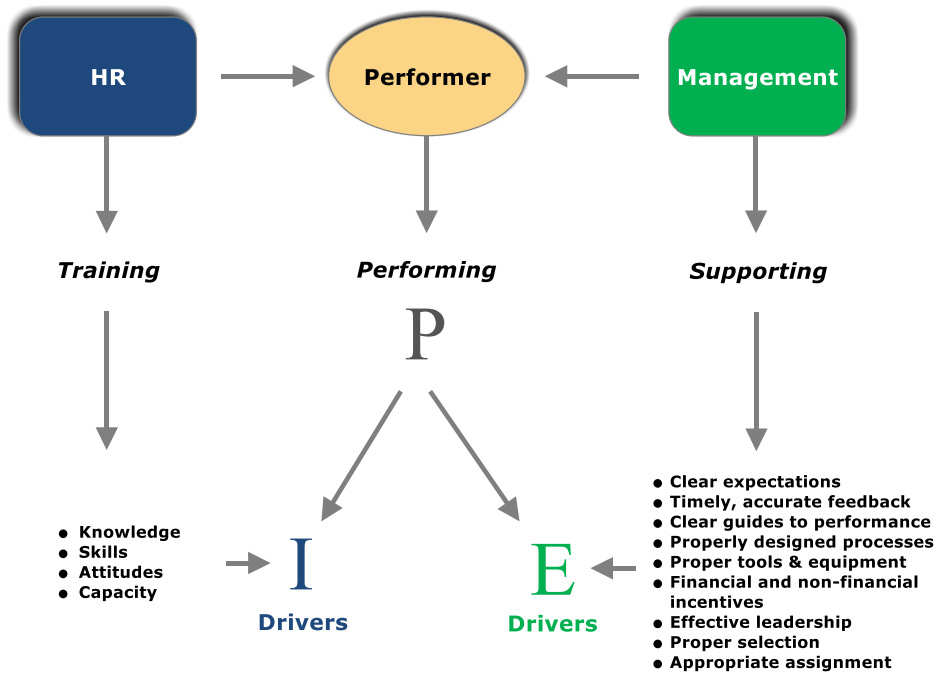 HR
Performer
Management
Training
Performing
Supporting
P
● Knowledge
● Skills
● Attitudes
● Capacity
I
Drivers
E
Drivers
● Clear expectations
● Timely, accurate feedback
● Clear guides to performance
● Properly designed processes
● Proper tools & equipment
● Financial and non-financial
incentives
● Effective leadership
● Proper selection
● Appropriate assignment